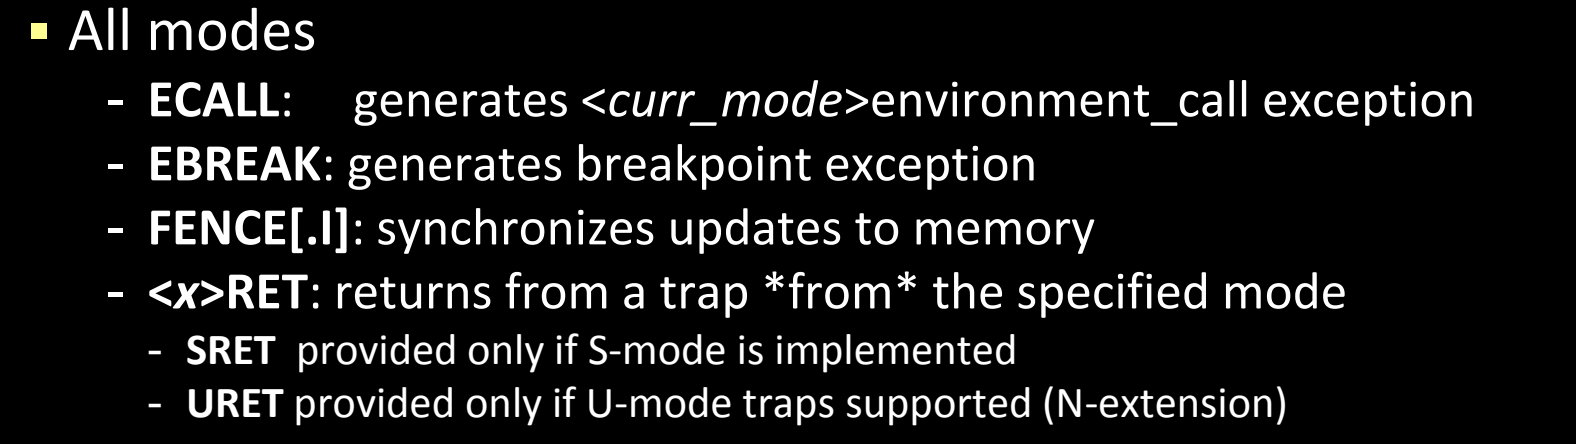 ▪ All modes
- ECALL: generates <curr_mode>environment_call exception
- EBREAK: generates breakpoint exception
- FENCE[.I]: synchronizes updates to memory
- <x>RET: returns from a trap *from* the specified mode
- SRET provided only if S-mode is implemented
- URET provided only if U-mode traps supported (N-extension)